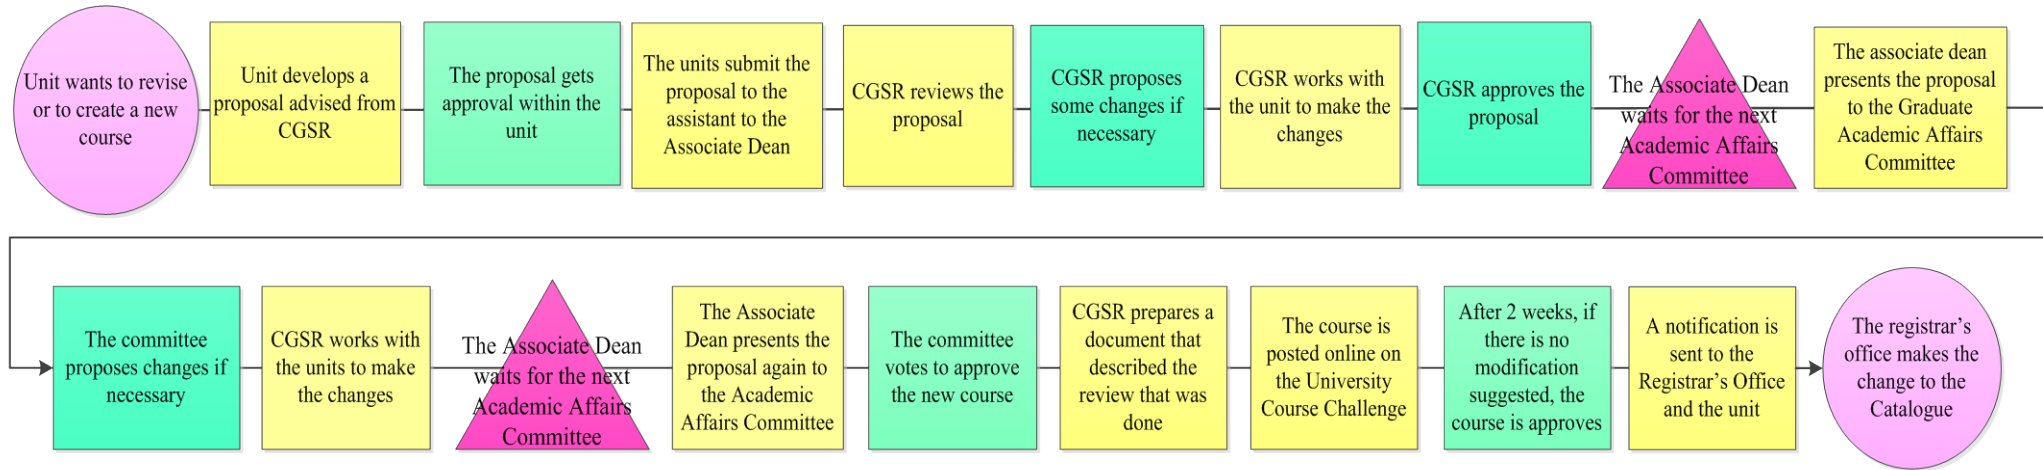 Unit wants to revise
or to create a new
course
Unit develops a
proposal advised from
CGSR
The proposal gets
approval within the
unit
The units submit the
proposal to the
assistant to the
Associate Dean
CGSR reviews the
proposal
CGSR proposes
some changes if
necessary
CGSR works with
the unit to make the
changes
CGSR approves the
proposal
The Associate Dean
waits for the next
Academic Affairs
Committee
The associate dean
presents the proposal
to the Graduate
Academic Affairs
Committee
The committee
proposes changes if
necessary
CGSR works with
the units to make
the changes
The Associate Dean
waits for the next
Academic Affairs
Committee
The Associate
Dean presents the
proposal again to
the Academic
Affairs Committee
The committee
votes to approve
the new course
CGSR prepares a
document that
described the
review that was
done
The course is
posted online on
the University
Course Challenge
After 2 weeks, if
there is no
modification
suggested, the
course is approves
A notification is
sent to the
Registrar’s Office
and the unit
The registrar’s
office makes the
change to the
Catalogue